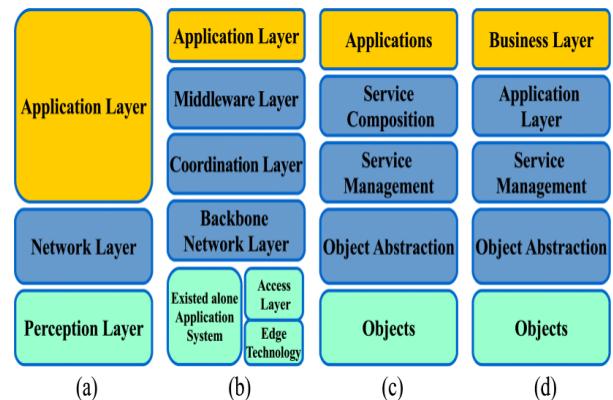 Application Layer
Network Layer
Perception Layer
(a)
Application Layer
Middleware Layer
Coordination Layer
Backbone
Network Layer
Existed alone
Application
System
Access
Layer
Edge
Technology
(b)
Applications
Service
Composition
Service
Management
Object Abstraction
Objects
(c)
Business Layer
Application
Layer
Service
Management
Object Abstraction
Objects
(d)